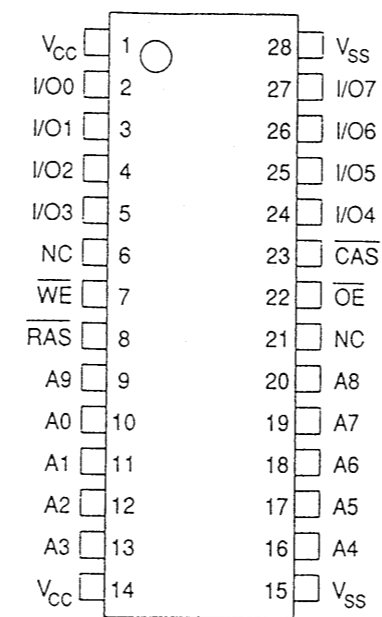 VCC 1 28 VSS
I/O0 2 27 I/O7
I/O1 3 26 I/O6
I/O2 4 25 I/O5
I/O3 5 24 I/O4
NC 6 23 CAS
WE 7 22 OE
RAS 8 21 NC
A9 9 20 A8
A0 10 19 A7
A1 11 18 A6
A2 12 17 A5
A3 13 16 A4
VCC 14 15 VSS